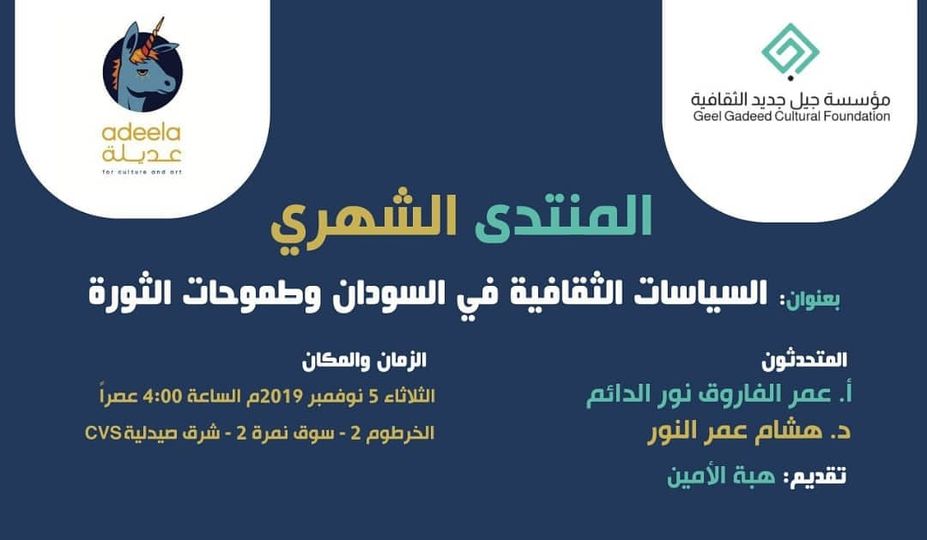 مؤسسة جيل جديد الثقافية
Geel Gadeed Cultural Foundation
adeela
عديلة
for culture and art
المنتدى الشهري
بعنوان: السياسات الثقافية في السودان وطموحات الثورة
المتحدثون
أ. عمر الفاروق نور الدائم
د. هشام عمر النور
تقديم: هبة الأمين
الزمان والمكان
الثلاثاء 5 نوفمبر 2019م الساعة 4:00 عصراً
الخرطوم 2 - سوق نمرة 2 - شرق صيدلية CVS